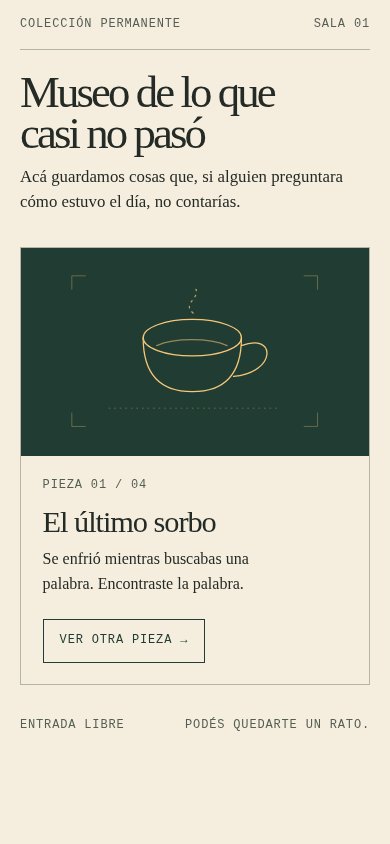 COLECCIÓN PERMANENTE
SALA 01
Museo de lo que
casi no pasó
Acá guardamos cosas que, si alguien preguntara
cómo estuvo el día, no contarías.
PIEZA 01 / 04
El último sorbo
Se enfrió mientras buscabas una
palabra. Encontraste la palabra.
VER OTRA PIEZA →
ENTRADA LIBRE
PODÉS QUEDARTE UN RATO.